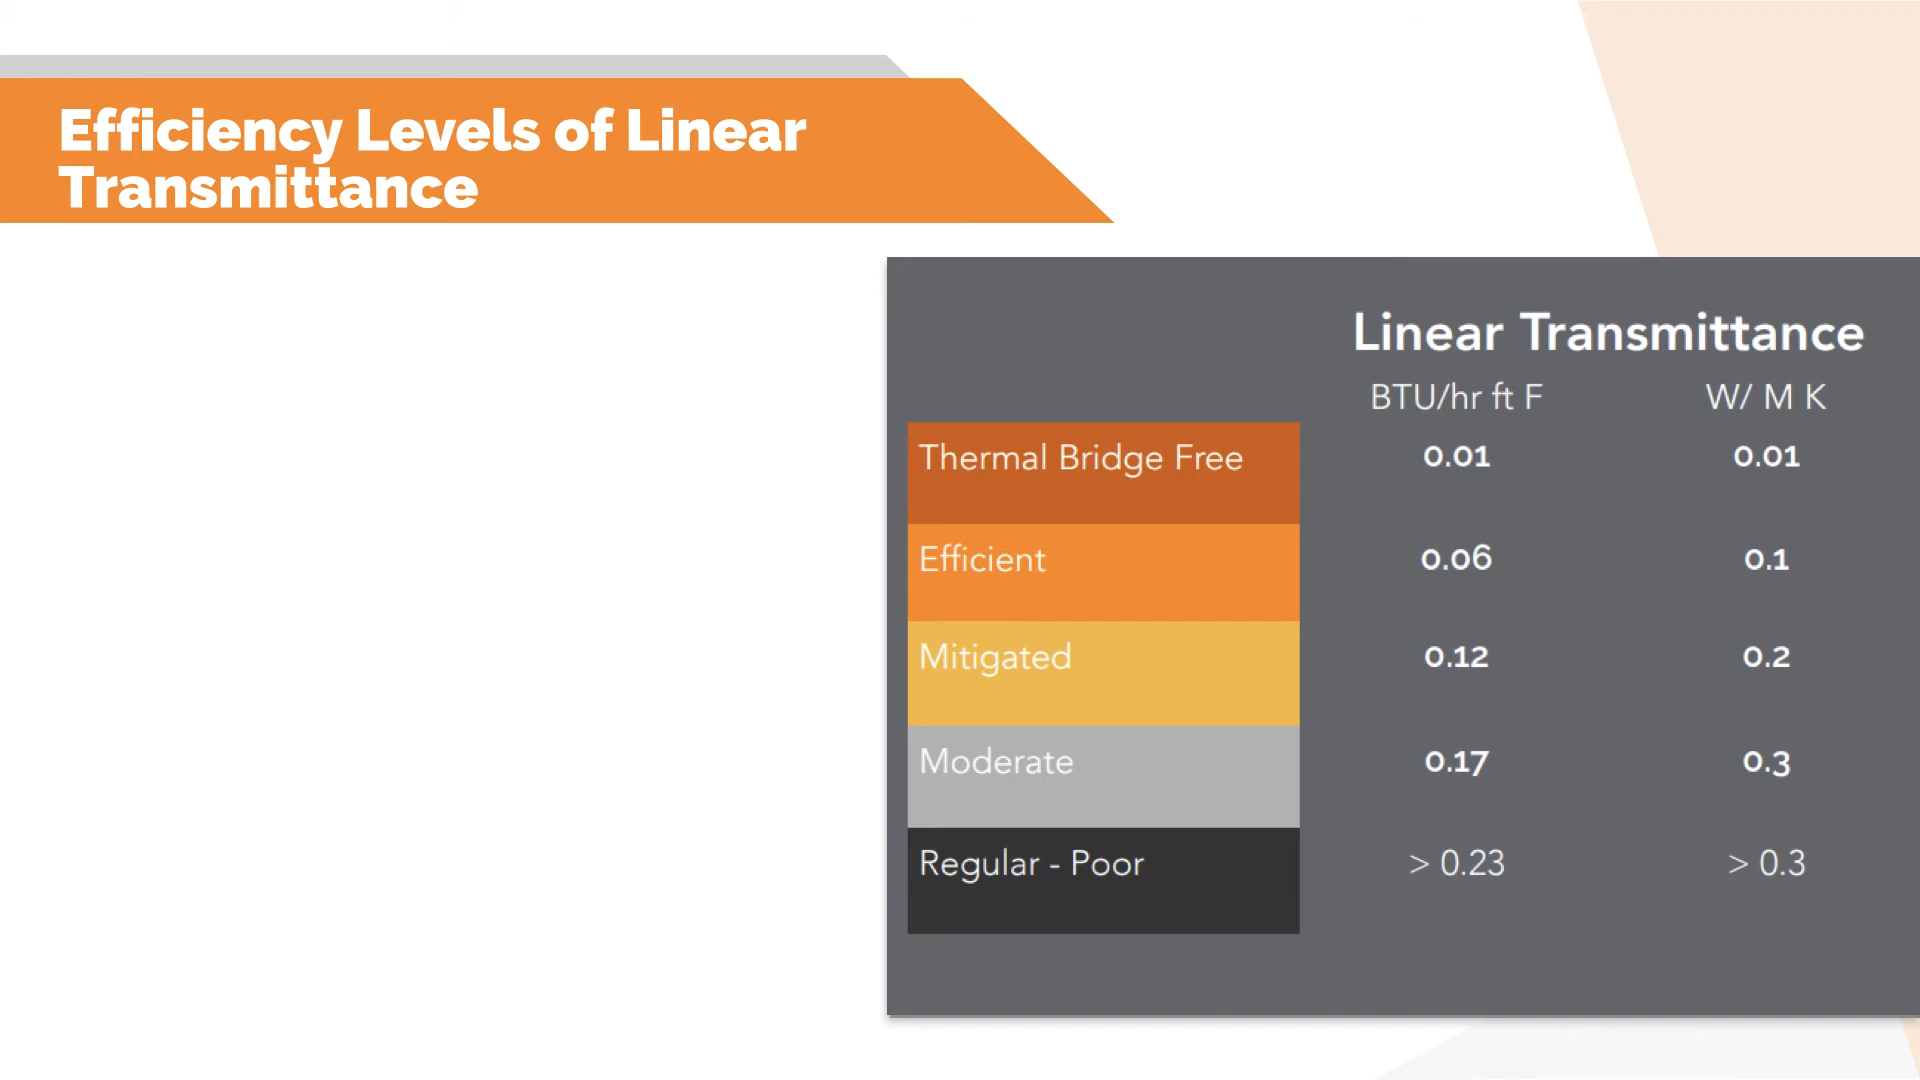 Efficiency Levels of Linear
Transmittance
Linear Transmittance
BTU/hr ft F W/ M K
Thermal Bridge Free 0.01 0.01
Efficient 0.06 0.1
Mitigated 0.12 0.2
Moderate 0.17 0.3
Regular - Poor > 0.23 > 0.3